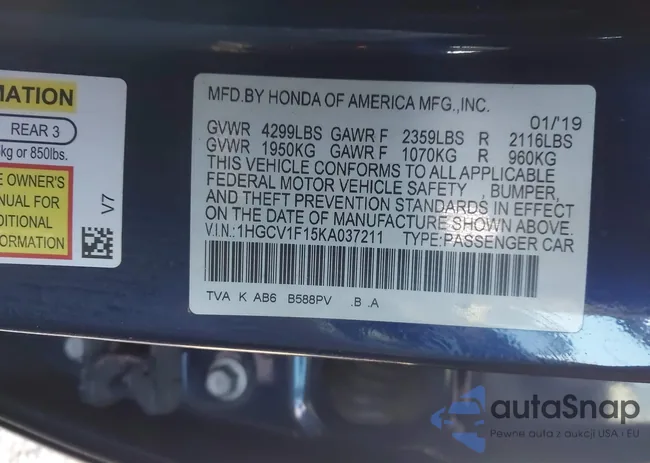 MATION
REAR 3
kg or 850lbs.
E OWNER'S
ANUAL FOR
DITIONAL
FORMATION
V7
MFD.BY HONDA OF AMERICA MFG.,INC.
01/'19
GVWR 4299LBS GAWR F 2359LBS R 2116LBS
GVWR 1950KG GAWR F 1070KG R 960KG
THIS VEHICLE CONFORMS TO ALL APPLICABLE
FEDERAL MOTOR VEHICLE SAFETY , BUMPER,
AND THEFT PREVENTION STANDARDS IN EFFECT
ON THE DATE OF MANUFACTURE SHOWN ABOVE.
V.I.N.:1HGCV1F15KA037211 TYPE:PASSENGER CAR
TVA K AB6 B588PV .B .A
autaSnap
Pewne auta z aukcji USA i EU